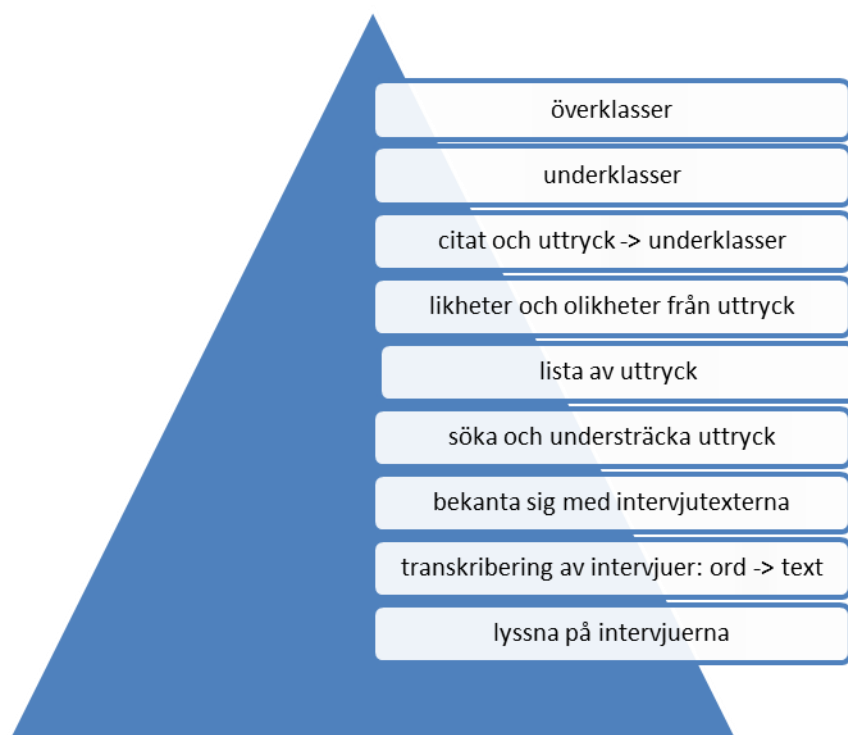 överklasser
underklasser
citat och uttryck -> underklasser
likheter och olikheter från uttryck
lista av uttryck
söka och understräcka uttryck
bekanta sig med intervjutexterna
transkribering av intervjuer: ord -> text
lyssna på intervjuerna